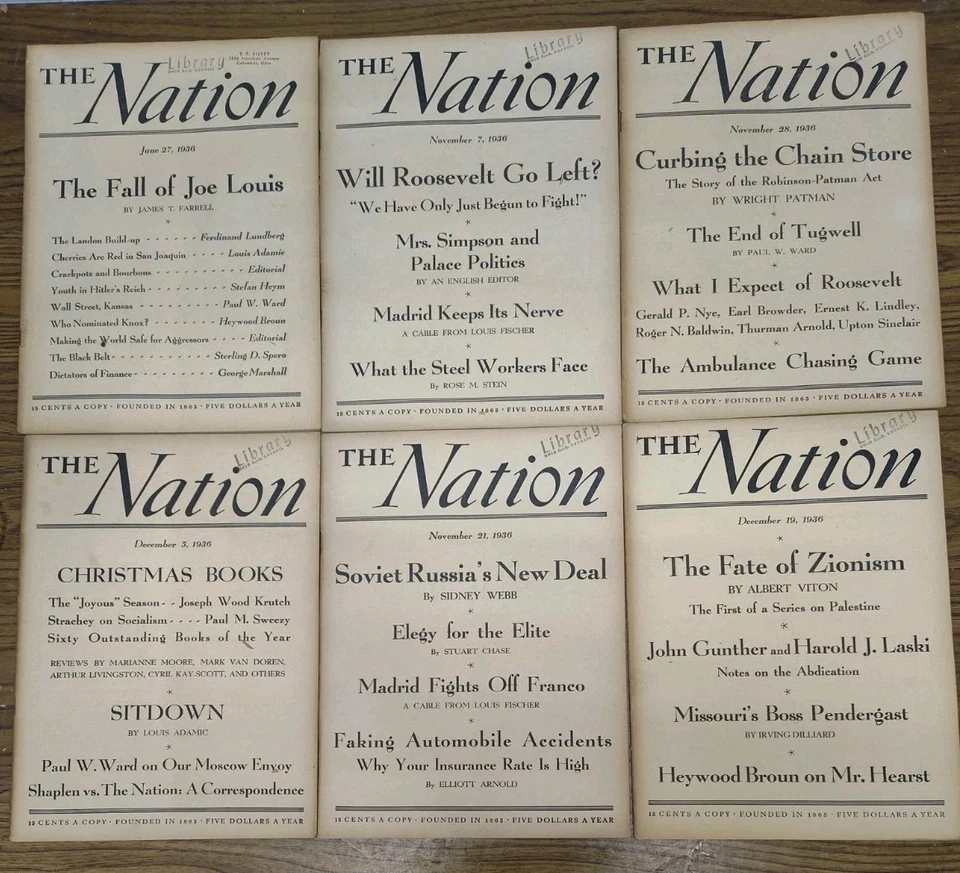 Library
OHIO C.I.O. COUNCIL
T. F. SILVEY
Columbus, Ohio
THE Nation
June 27, 1936
The Fall of Joe Louis
BY JAMES T. FARRELL
*
The Landon Build-up - - - - - - Ferdinand Lundberg
Cherries Are Red in San Joaquin - - - - Louis Adamic
Crackpots and Bourbons - - - - - - - - - - Editorial
Youth in Hitler's Reich - - - - - - - - Stefan Heym
Wall Street, Kansas - - - - - - - - - Paul W. Ward
Who Nominated Knox? - - - - - - - Heywood Broun
Making the World Safe for Aggressors - - - - Editorial
The Black Belt - - - - - - - - - - - Sterling D. Spero
Dictators of Finance - - - - - - - - - George Marshall
15 CENTS A COPY · FOUNDED IN 1865 · FIVE DOLLARS A YEAR
Library
THE Nation
November 7, 1936
Will Roosevelt Go Left?
"We Have Only Just Begun to Fight!"
*
Mrs. Simpson and
Palace Politics
BY AN ENGLISH EDITOR
*
Madrid Keeps Its Nerve
A CABLE FROM LOUIS FISCHER
*
What the Steel Workers Face
By ROSE M. STEIN
15 CENTS A COPY · FOUNDED IN 1865 · FIVE DOLLARS A YEAR
Library
THE Nation
November 28, 1936
Curbing the Chain Store
The Story of the Robinson-Patman Act
BY WRIGHT PATMAN
*
The End of Tugwell
BY PAUL W. WARD
*
What I Expect of Roosevelt
Gerald P. Nye, Earl Browder, Ernest K. Lindley,
Roger N. Baldwin, Thurman Arnold, Upton Sinclair
*
The Ambulance Chasing Game
15 CENTS A COPY · FOUNDED IN 1865 · FIVE DOLLARS A YEAR
Library
OHIO C.I.O. COUNCIL
THE Nation
December 5, 1936
CHRISTMAS BOOKS
The "Joyous" Season - - Joseph Wood Krutch
Strachey on Socialism - - - - Paul M. Sweezy
Sixty Outstanding Books of the Year
REVIEWS BY MARIANNE MOORE, MARK VAN DOREN,
ARTHUR LIVINGSTON, CYRIL KAY-SCOTT, AND OTHERS
*
SITDOWN
BY LOUIS ADAMIC
*
Paul W. Ward on Our Moscow Envoy
Shaplen vs. The Nation: A Correspondence
15 CENTS A COPY · FOUNDED IN 1865 · FIVE DOLLARS A YEAR
Library
OHIO C.I.O. COUNCIL
THE Nation
November 21, 1936
Soviet Russia's New Deal
By SIDNEY WEBB
*
Elegy for the Elite
By STUART CHASE
*
Madrid Fights Off Franco
A CABLE FROM LOUIS FISCHER
*
Faking Automobile Accidents
Why Your Insurance Rate Is High
By ELLIOTT ARNOLD
15 CENTS A COPY · FOUNDED IN 1865 · FIVE DOLLARS A YEAR
Library
OHIO C.I.O. COUNCIL
THE Nation
December 19, 1936
*
The Fate of Zionism
BY ALBERT VITON
The First of a Series on Palestine
*
John Gunther and Harold J. Laski
Notes on the Abdication
*
Missouri's Boss Pendergast
BY IRVING DILLIARD
*
Heywood Broun on Mr. Hearst
15 CENTS A COPY · FOUNDED IN 1865 · FIVE DOLLARS A YEAR